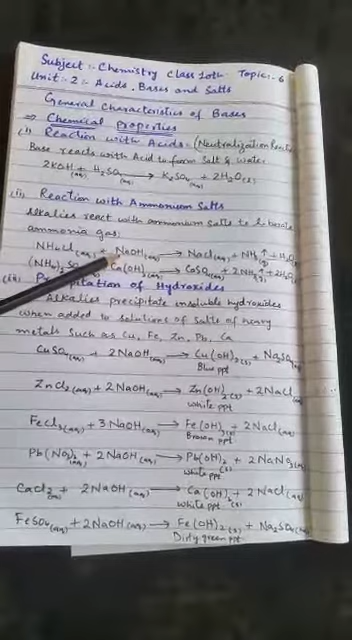 Subject :- Chemistry Class 10th Topic:- 6
Unit:- 2 :- Acids, Bases and Salts
General Characteristics of Bases
⇒ Chemical Properties
(i) Reaction with Acids:- (Neutralization
Base reacts with Acid to form Salt & water.
2KOH(aq) + H₂SO₄(aq) → K₂SO₄(aq) + 2H₂O(l)
(ii) Reaction with Ammonium Salts
Alkalies react with ammonium salts to liberate
ammonia gas:
NH₄Cl(aq) + NaOH(aq) → NaCl(aq) + NH₃↑ + H₂O
(NH₄)₂SO₄ Ca(OH)₂(aq) → CaSO₄(aq) + 2NH₃↑ + 2H₂O
(iii) Precipitation of Hydroxides
Alkalies precipitate insoluble hydroxides
when added to solutions of salts of heavy
metals such as Cu, Fe, Zn, Pb, Ca
CuSO₄(aq) + 2NaOH(aq) → Cu(OH)₂(s) + Na₂SO₄(aq)
Blue ppt
ZnCl₂(aq) + 2NaOH(aq) → Zn(OH)₂(s) + 2NaCl(aq)
white ppt
FeCl₃(aq) + 3NaOH(aq) → Fe(OH)₃(s) + 2NaCl(aq)
Brown ppt
Pb(NO₃)₂(aq) + 2NaOH(aq) → Pb(OH)₂(s) + 2NaNO₃(aq)
white ppt
CaCl₂(aq) + 2NaOH(aq) → Ca(OH)₂(s) + 2NaCl(aq)
white ppt
FeSO₄(aq) + 2NaOH(aq) → Fe(OH)₂(s) + Na₂SO₄(aq)
Dirty green ppt